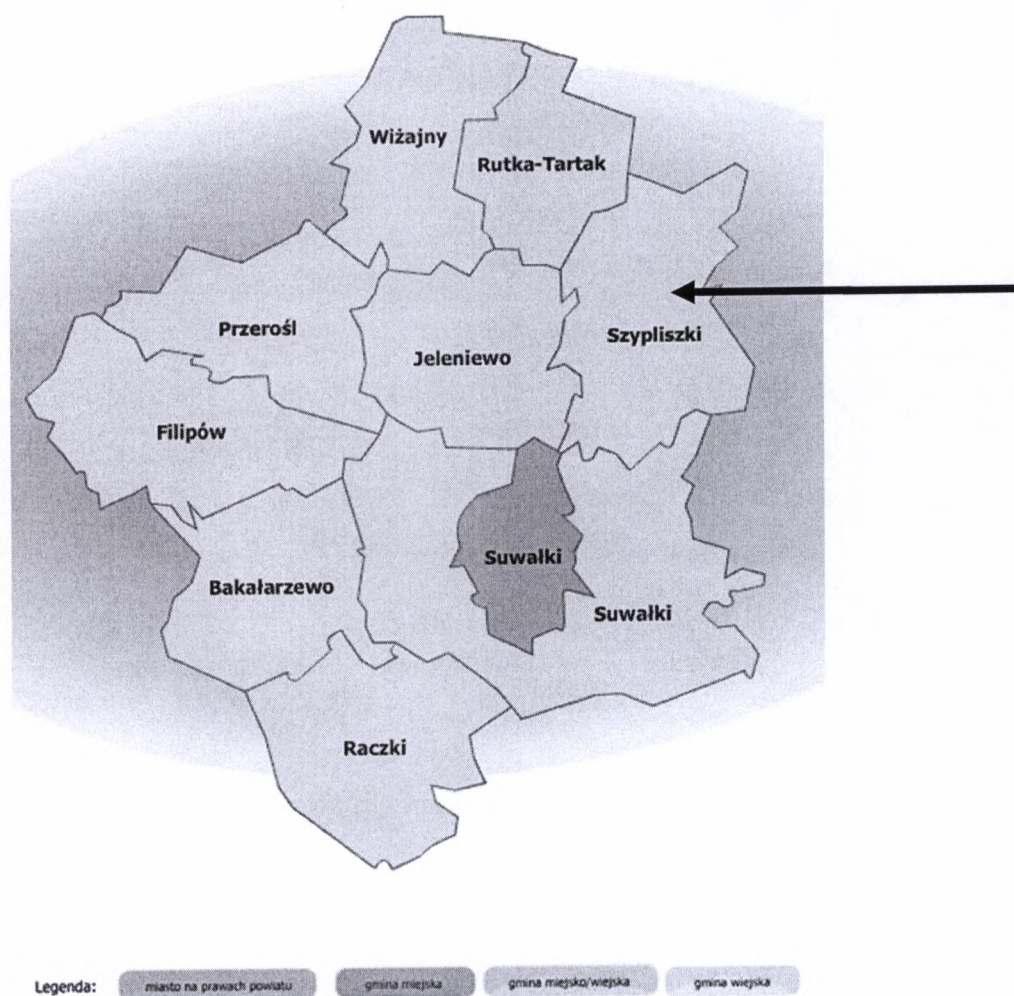 Wiżajny
Rutka-Tartak
Przerośl
Szypliszki
Jeleniewo
Filipów
Suwałki
Bakałarzewo
Suwałki
Raczki
Legenda: miasto na prawach powiatu gmina miejska gmina miejsko/wiejska gmina wiejska